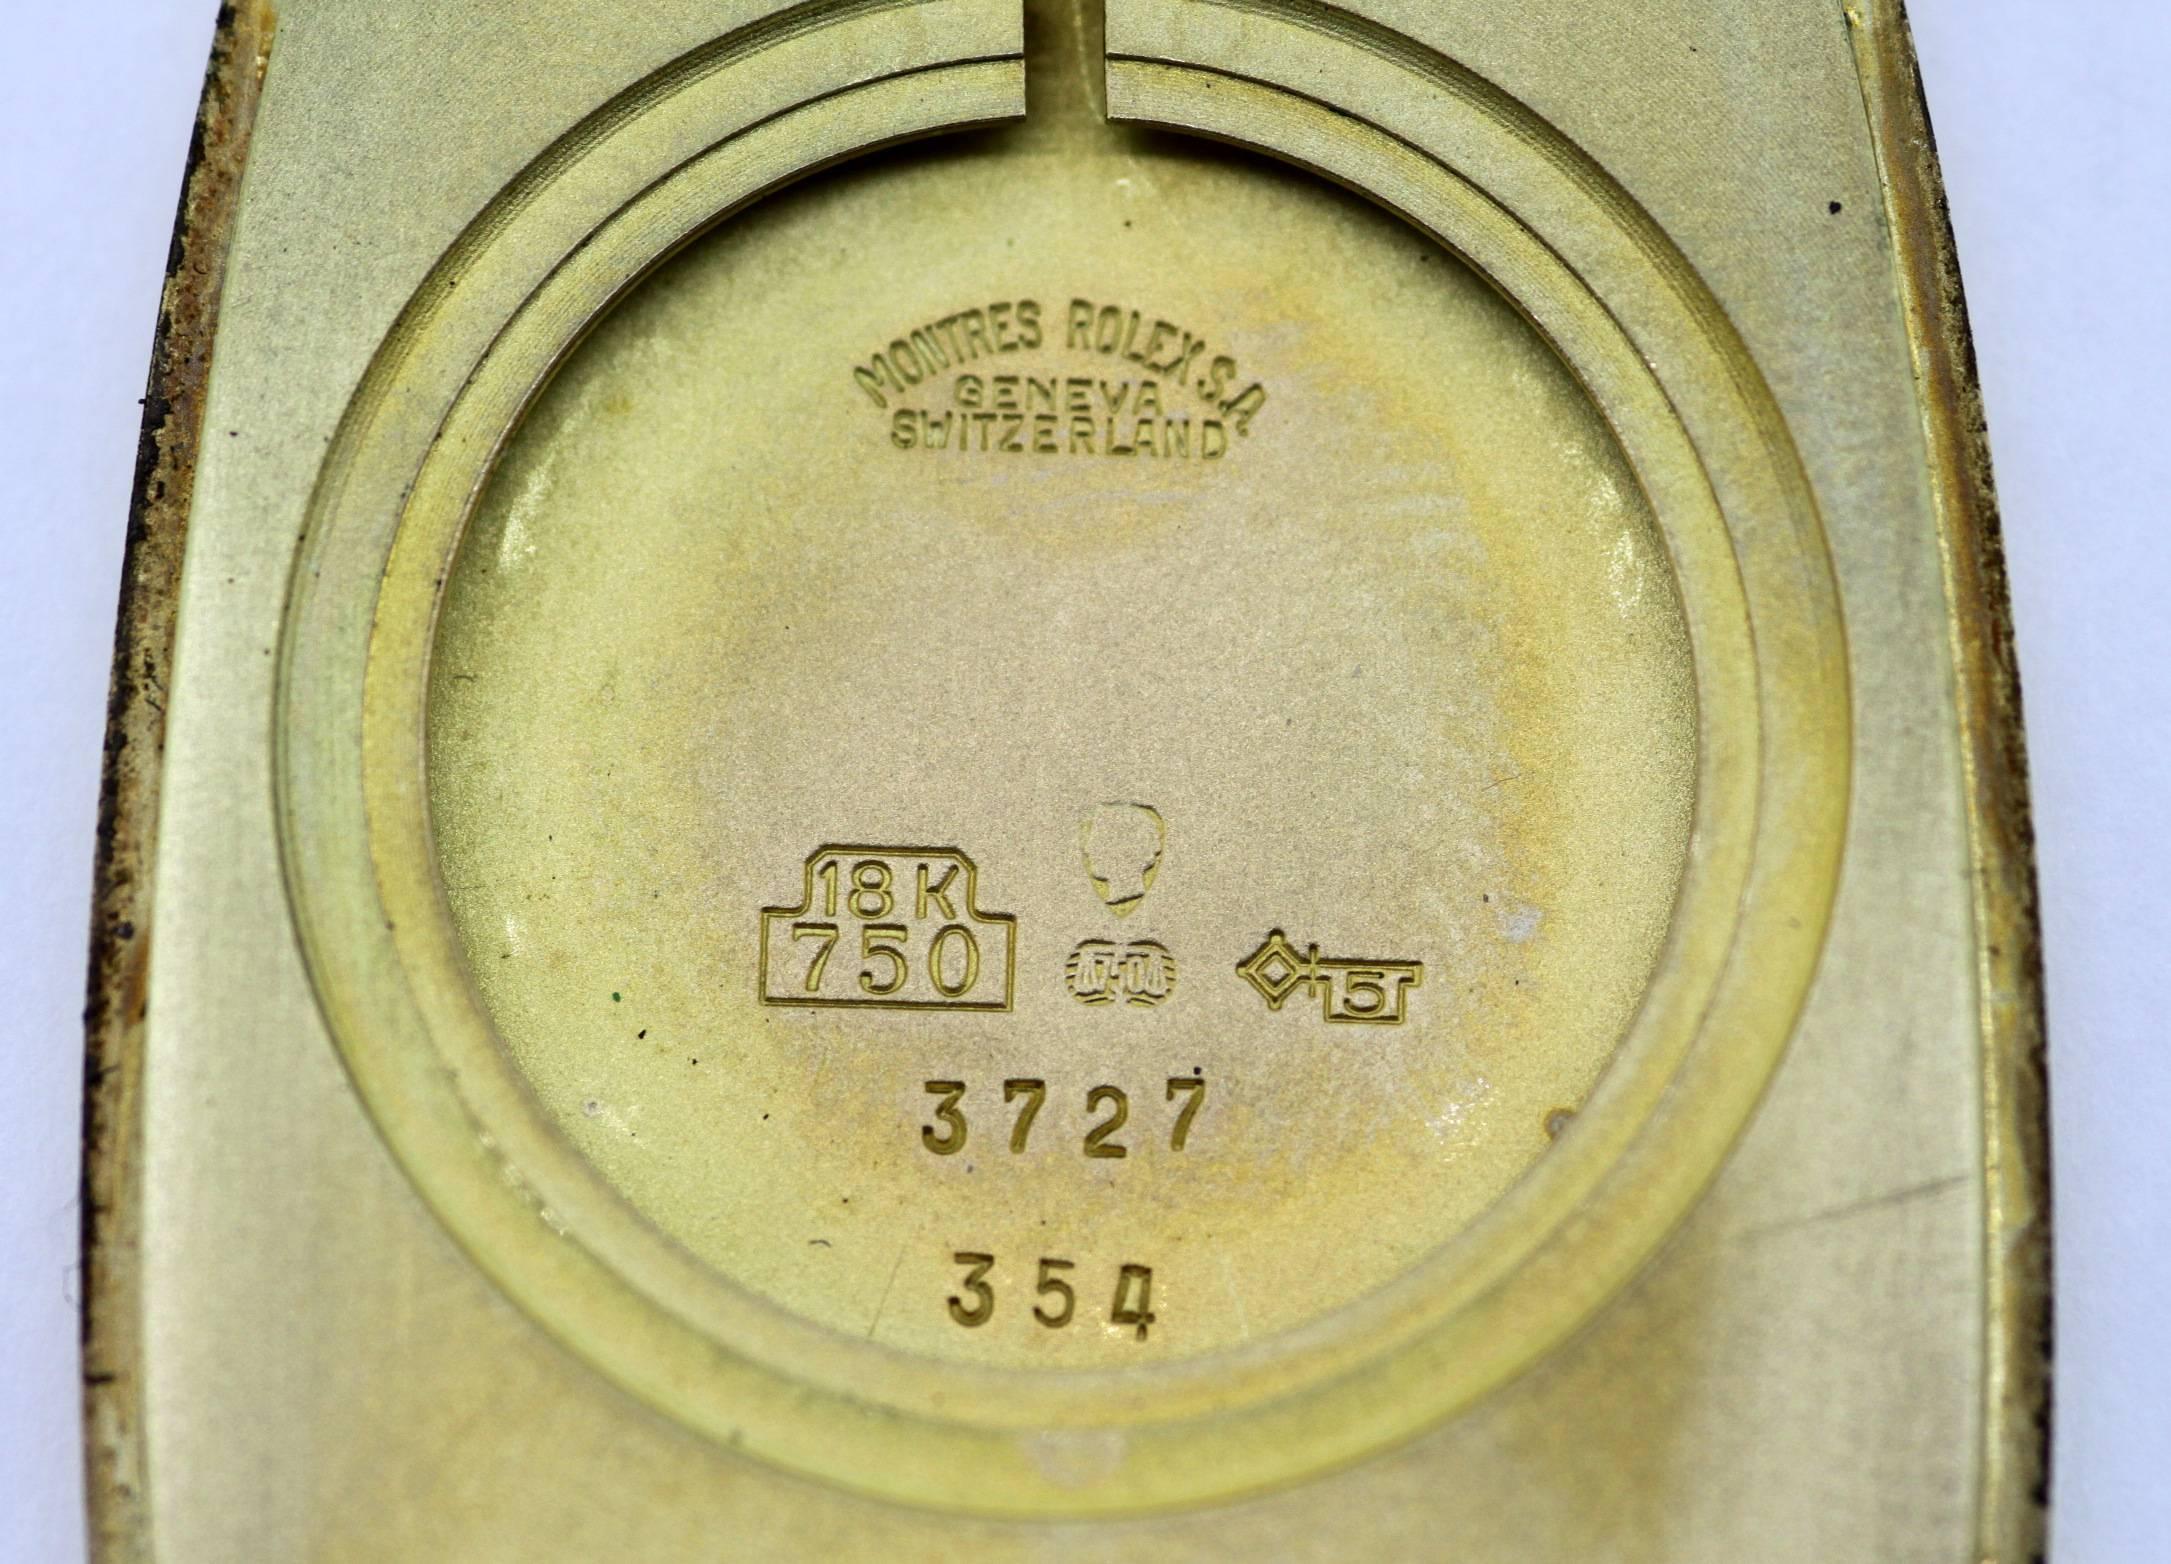 MONTRES ROLEX S.A.
GENEVA
SWITZERLAND
18K
750
5
3727
354